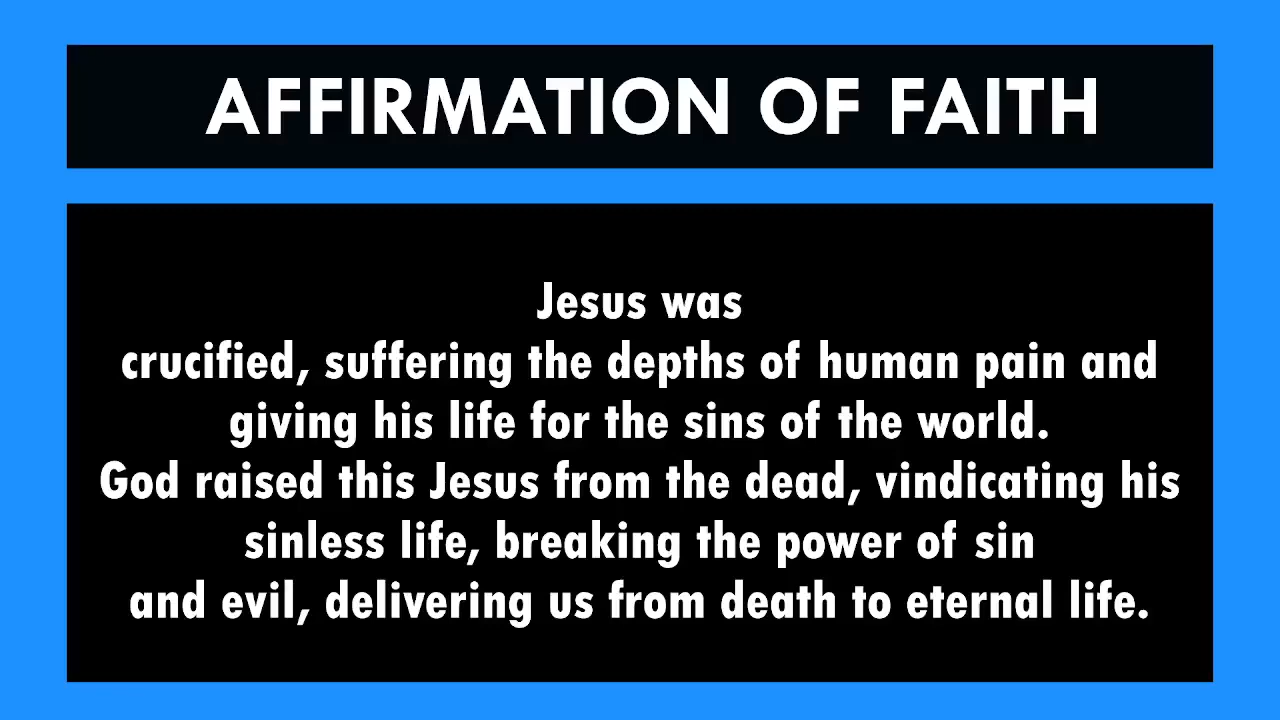 AFFIRMATION OF FAITH
Jesus was
crucified, suffering the depths of human pain and
giving his life for the sins of the world.
God raised this Jesus from the dead, vindicating his
sinless life, breaking the power of sin
and evil, delivering us from death to eternal life.